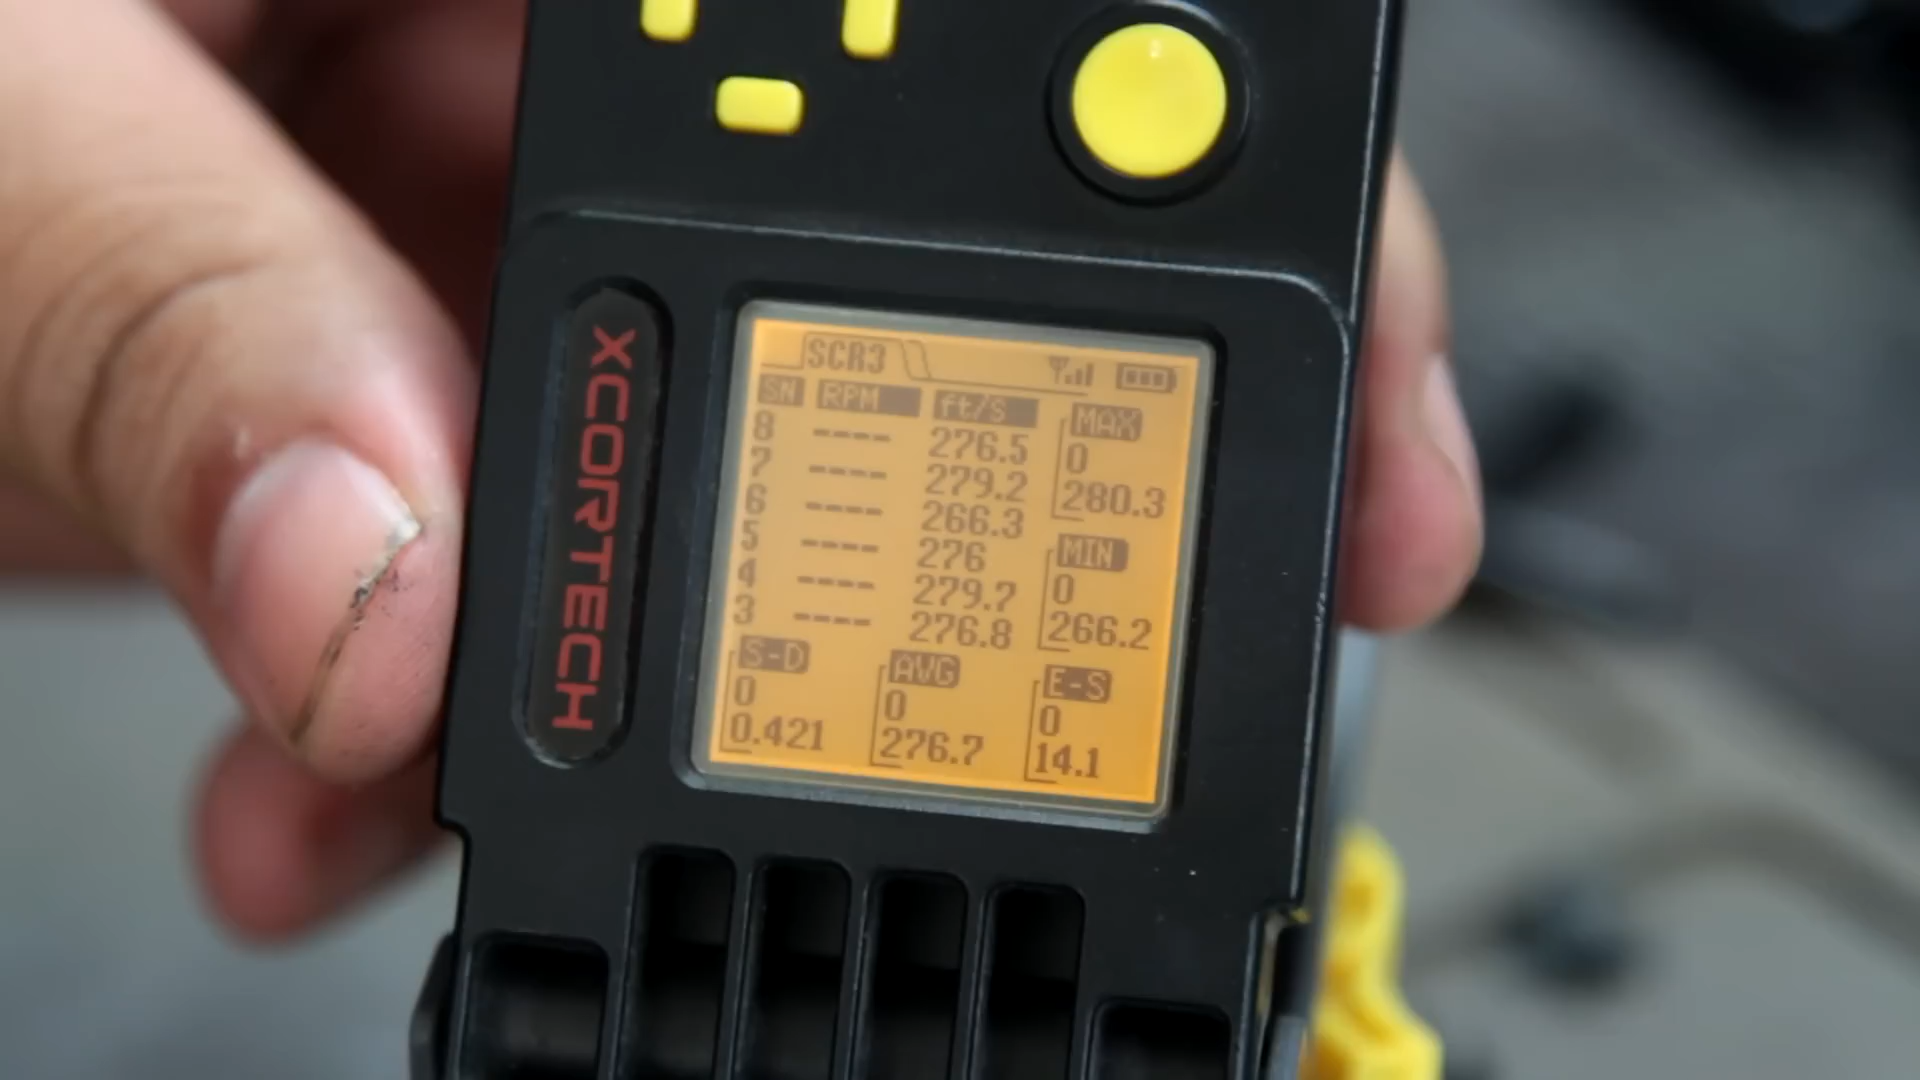 XCORTECH
SCR3
SN RPM ft/s
8 ---- 276.5
7 ---- 279.2
6 ---- 266.3
5 ---- 276
4 ---- 279.7
3 ---- 276.8
MAX
0
280.3
MIN
0
266.2
S-D
0
0.421
AVG
0
276.7
E-S
0
14.1